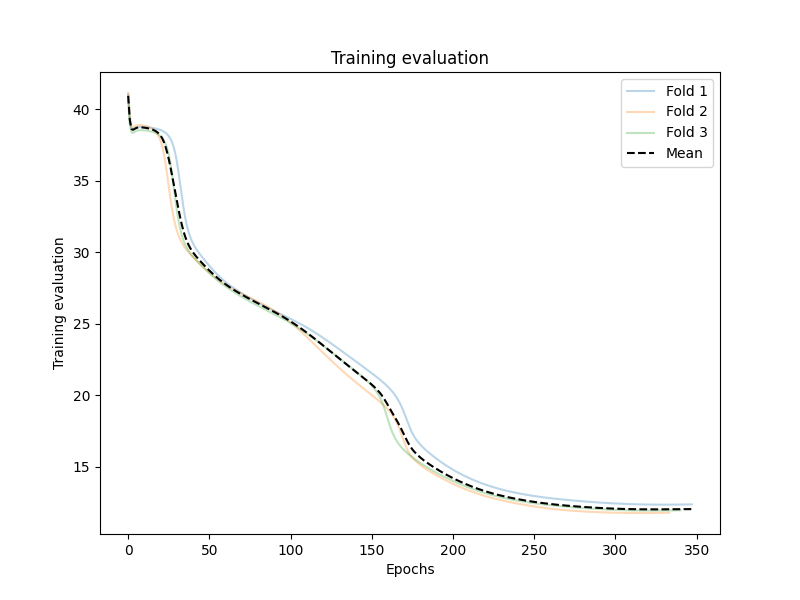 Training evaluation
Fold 1
Fold 2
Fold 3
Mean
Training evaluation
40
35
30
25
20
15
0 50 100 150 200 250 300 350
Epochs